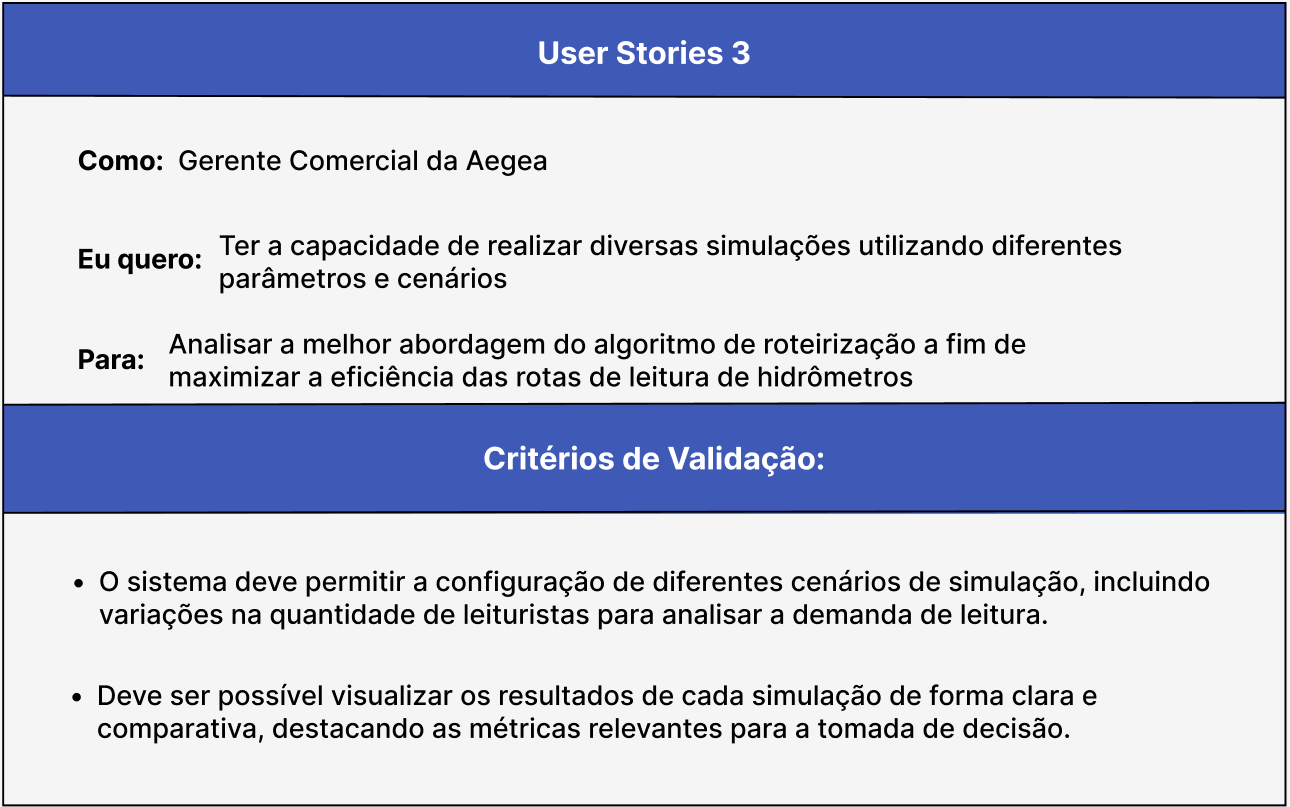 User Stories 3
Como: Gerente Comercial da Aegea
Eu quero: Ter a capacidade de realizar diversas simulações utilizando diferentes
parâmetros e cenários
Para: Analisar a melhor abordagem do algoritmo de roteirização a fim de
maximizar a eficiência das rotas de leitura de hidrômetros
Critérios de Validação:
• O sistema deve permitir a configuração de diferentes cenários de simulação, incluindo
variações na quantidade de leituristas para analisar a demanda de leitura.
• Deve ser possível visualizar os resultados de cada simulação de forma clara e
comparativa, destacando as métricas relevantes para a tomada de decisão.